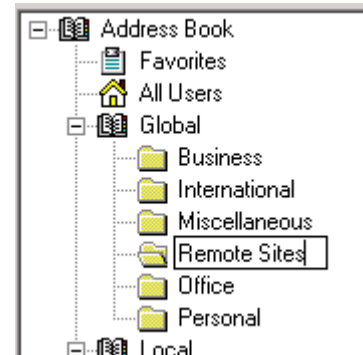 Address Book
Favorites
All Users
Global
Business
International
Miscellaneous
Remote Sites
Office
Personal
Local